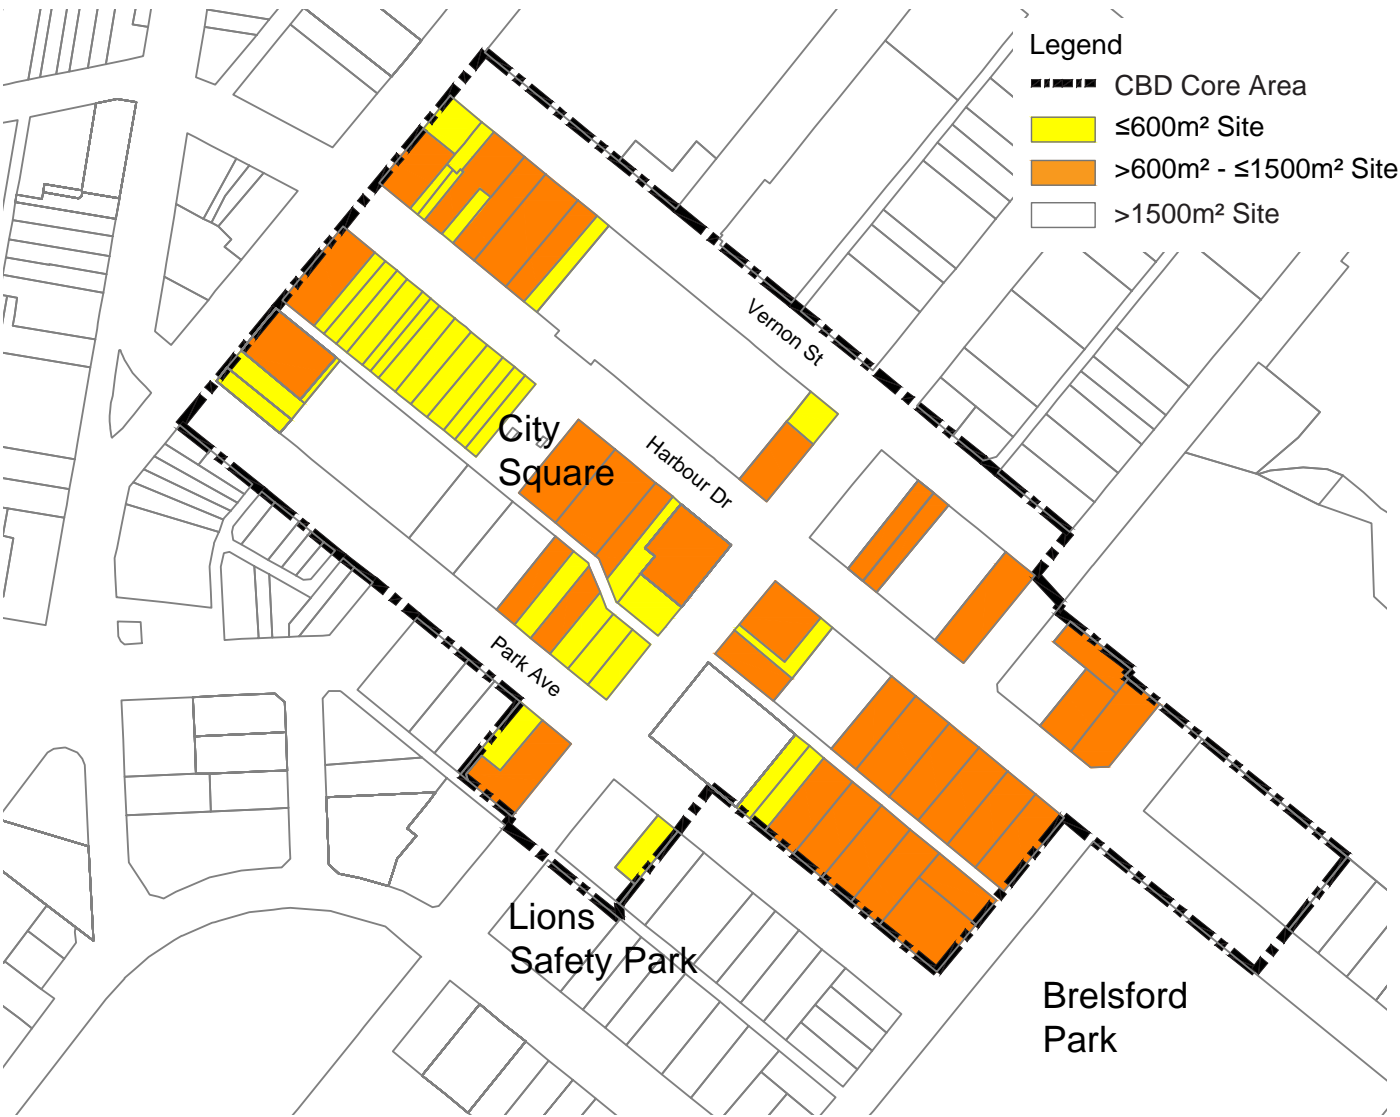 Legend
CBD Core Area
≤600m² Site
>600m² - ≤1500m² Site
>1500m² Site
Vernon St
City
Square
Harbour Dr
Park Ave
Lions
Safety Park
Brelsford
Park